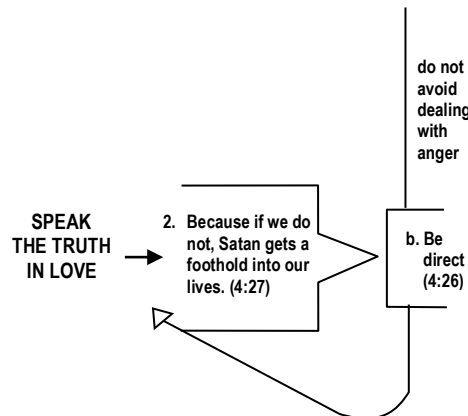 do not
avoid
dealing
with
anger
SPEAK
THE TRUTH
IN LOVE
2. Because if we do
not, Satan gets a
foothold into our
lives. (4:27)
b. Be
direct
(4:26)